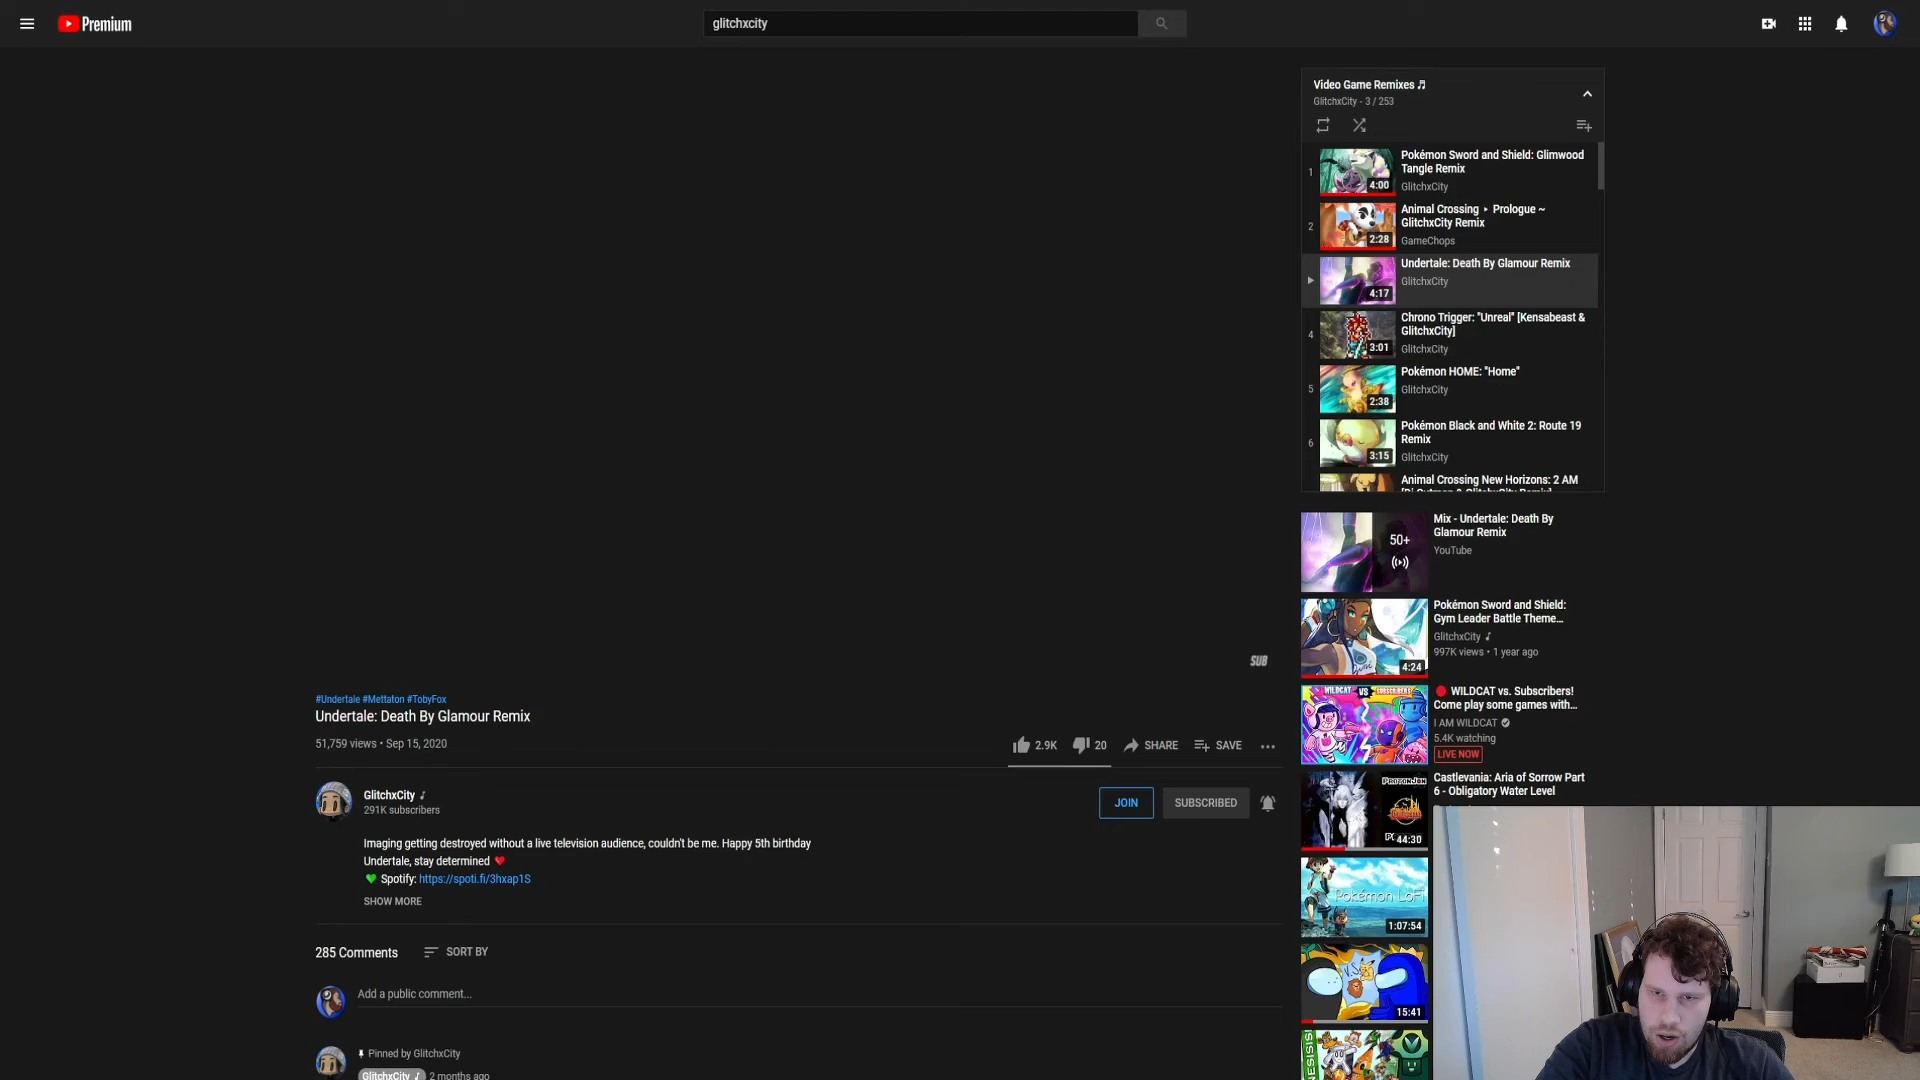 Premium
glitchxcity
Video Game Remixes ♬
GlitchxCity - 3 / 253
1
4:00
Pokémon Sword and Shield: Glimwood
Tangle Remix
GlitchxCity
2
2:28
Animal Crossing ‣ Prologue ~
GlitchxCity Remix
GameChops
4:17
Undertale: Death By Glamour Remix
GlitchxCity
4
3:01
Chrono Trigger: "Unreal" [Kensabeast &
GlitchxCity]
GlitchxCity
5
2:38
Pokémon HOME: "Home"
GlitchxCity
6
3:15
Pokémon Black and White 2: Route 19
Remix
GlitchxCity
Animal Crossing New Horizons: 2 AM
50+
Mix - Undertale: Death By
Glamour Remix
YouTube
4:24
Pokémon Sword and Shield:
Gym Leader Battle Theme...
GlitchxCity
997K views • 1 year ago
WILDCAT VS SUBSCRIBERS
WILDCAT vs. Subscribers!
Come play some games with...
I AM WILDCAT
5.4K watching
LIVE NOW
PROTONJON
44:30
Castlevania: Aria of Sorrow Part
6 - Obligatory Water Level
Pokémon LoFi
1:07:54
V.S.
15:41
SUB
#Undertale #Mettaton #TobyFox
Undertale: Death By Glamour Remix
51,759 views • Sep 15, 2020
2.9K
20
SHARE
SAVE
GlitchxCity
291K subscribers
JOIN
SUBSCRIBED
Imaging getting destroyed without a live television audience, couldn't be me. Happy 5th birthday
Undertale, stay determined
Spotify: https://spoti.fi/3hxap1S
SHOW MORE
285 Comments
SORT BY
Add a public comment...
Pinned by GlitchxCity
GlitchxCity
2 months ago